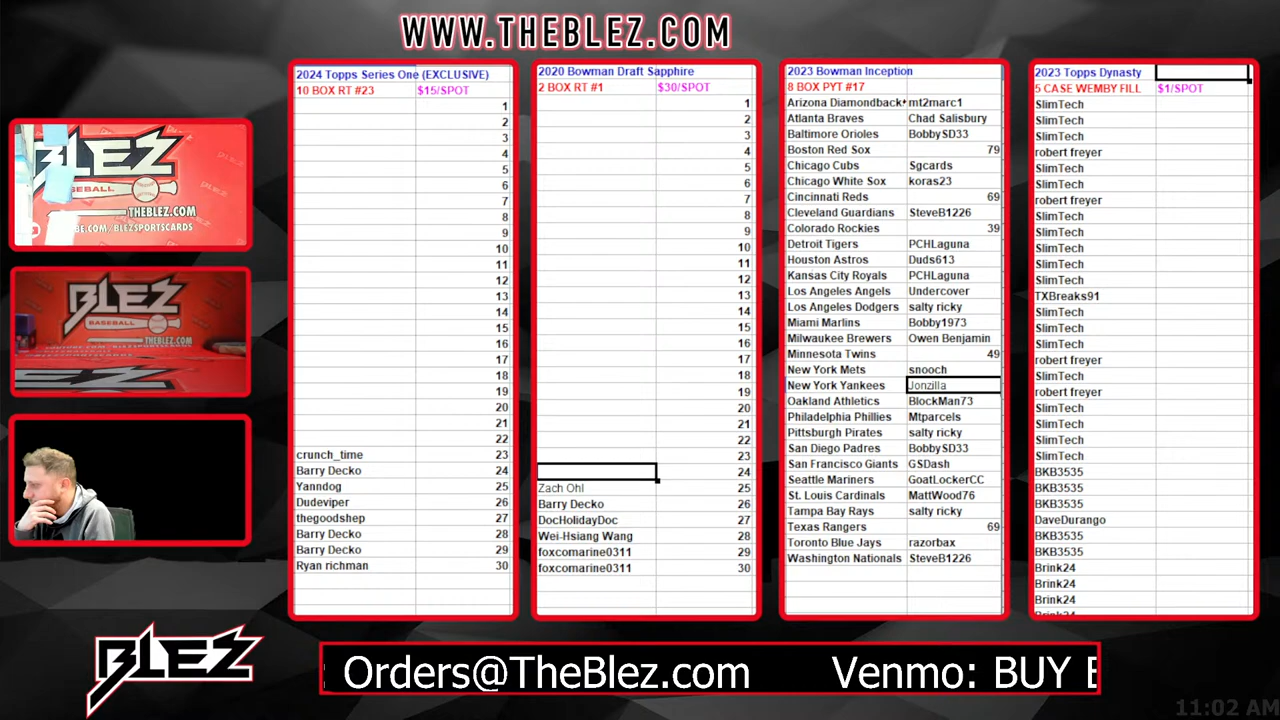 WWW.THEBLEZ.COM
BLEZ
BASEBALL
THEBLEZ.COM
BE.COM/BLEZSPORTSCARDS
BLEZ
BASEBALL
THEBLEZ.COM
2024 Topps Series One (EXCLUSIVE)
10 BOX RT #23 $15/SPOT
1
2
3
4
5
6
7
8
9
10
11
12
13
14
15
16
17
18
19
20
21
22
crunch_time 23
Barry Decko 24
Yanndog 25
Dudeviper 26
thegoodshep 27
Barry Decko 28
Barry Decko 29
Ryan richman 30
2020 Bowman Draft Sapphire
2 BOX RT #1 $30/SPOT
1
2
3
4
5
6
7
8
9
10
11
12
13
14
15
16
17
18
19
20
21
22
23
24
Zach Ohl 25
Barry Decko 26
DocHolidayDoc 27
Wei-Hsiang Wang 28
foxcomarine0311 29
foxcomarine0311 30
2023 Bowman Inception
8 BOX PYT #17
Arizona Diamondback mt2marc1
Atlanta Braves Chad Salisbury
Baltimore Orioles BobbySD33
Boston Red Sox 79
Chicago Cubs Sgcards
Chicago White Sox koras23
Cincinnati Reds 69
Cleveland Guardians SteveB1226
Colorado Rockies 39
Detroit Tigers PCHLaguna
Houston Astros Duds613
Kansas City Royals PCHLaguna
Los Angeles Angels Undercover
Los Angeles Dodgers salty ricky
Miami Marlins Bobby1973
Milwaukee Brewers Owen Benjamin
Minnesota Twins 49
New York Mets snooch
New York Yankees Jonzilla
Oakland Athletics BlockMan73
Philadelphia Phillies Mtparcels
Pittsburgh Pirates salty ricky
San Diego Padres BobbySD33
San Francisco Giants GSDash
Seattle Mariners GoatLockerCC
St. Louis Cardinals MattWood76
Tampa Bay Rays salty ricky
Texas Rangers 69
Toronto Blue Jays razorbax
Washington Nationals SteveB1226
2023 Topps Dynasty
5 CASE WEMBY FILL $1/SPOT
SlimTech
SlimTech
SlimTech
robert freyer
SlimTech
SlimTech
robert freyer
SlimTech
SlimTech
SlimTech
SlimTech
SlimTech
TXBreaks91
SlimTech
SlimTech
SlimTech
robert freyer
SlimTech
robert freyer
SlimTech
SlimTech
SlimTech
SlimTech
BKB3535
BKB3535
BKB3535
DaveDurango
BKB3535
BKB3535
Brink24
Brink24
Brink24
Brink24
BLEZ
Orders@TheBlez.com Venmo: BUY
11:02 AM